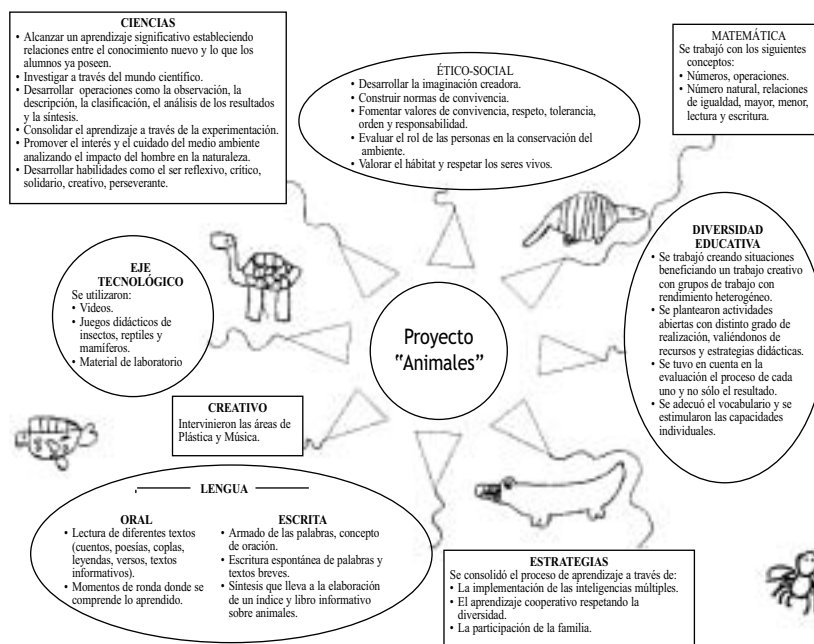 CIENCIAS
• Alcanzar un aprendizaje significativo estableciendo
relaciones entre el conocimiento nuevo y lo que los
alumnos ya poseen.
• Investigar a través del mundo científico.
• Desarrollar operaciones como la observación, la
descripción, la clasificación, el análisis de los resultados
y la síntesis.
• Consolidar el aprendizaje a través de la experimentación.
• Promover el interés y el cuidado del medio ambiente
analizando el impacto del hombre en la naturaleza.
• Desarrollar habilidades como el ser reflexivo, crítico,
solidario, creativo, perseverante.
ÉTICO-SOCIAL
• Desarrollar la imaginación creadora.
• Construir normas de convivencia.
• Fomentar valores de convivencia, respeto, tolerancia,
orden y responsabilidad.
• Evaluar el rol de las personas en la conservación del
ambiente.
• Valorar el hábitat y respetar los seres vivos.
MATEMÁTICA
Se trabajó con los siguientes
conceptos:
• Números, operaciones.
• Número natural, relaciones
de igualdad, mayor, menor,
lectura y escritura.
EJE
TECNOLÓGICO
Se utilizaron:
• Videos.
• Juegos didácticos de
insectos, reptiles y
mamíferos.
• Material de laboratorio
Proyecto
"Animales"
DIVERSIDAD
EDUCATIVA
• Se trabajó creando situaciones
beneficiando un trabajo creativo
con grupos de trabajo con
rendimiento heterogéneo.
• Se plantearon actividades
abiertas con distinto grado de
realización, valiéndonos de
recursos y estrategias didácticas.
• Se tuvo en cuenta en la
evaluación el proceso de cada
uno y no sólo el resultado.
• Se adecuó el vocabulario y se
estimularon las capacidades
individuales.
CREATIVO
Intervinieron las áreas de
Plástica y Música.
LENGUA
ORAL
• Lectura de diferentes textos
(cuentos, poesías, coplas,
leyendas, versos, textos
informativos).
• Momentos de ronda donde se
comprende lo aprendido.
ESCRITA
• Armado de las palabras, concepto
de oración.
• Escritura espontánea de palabras y
textos breves.
• Síntesis que lleva a la elaboración
de un índice y libro informativo
sobre animales.
ESTRATEGIAS
Se consolidó el proceso de aprendizaje a través de:
• La implementación de las inteligencias múltiples.
• El aprendizaje cooperativo respetando la
diversidad.
• La participación de la familia.